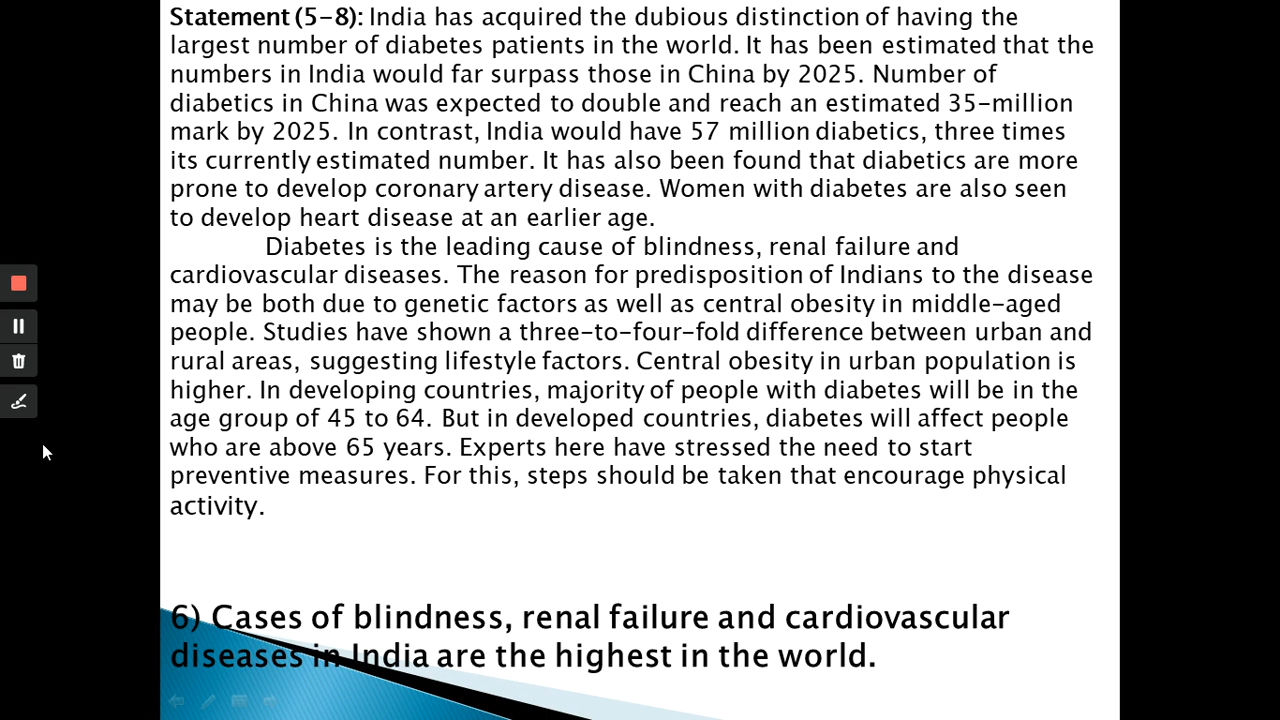 Statement (5–8): India has acquired the dubious distinction of having the
largest number of diabetes patients in the world. It has been estimated that the
numbers in India would far surpass those in China by 2025. Number of
diabetics in China was expected to double and reach an estimated 35–million
mark by 2025. In contrast, India would have 57 million diabetics, three times
its currently estimated number. It has also been found that diabetics are more
prone to develop coronary artery disease. Women with diabetes are also seen
to develop heart disease at an earlier age.
Diabetes is the leading cause of blindness, renal failure and
cardiovascular diseases. The reason for predisposition of Indians to the disease
may be both due to genetic factors as well as central obesity in middle–aged
people. Studies have shown a three–to–four–fold difference between urban and
rural areas, suggesting lifestyle factors. Central obesity in urban population is
higher. In developing countries, majority of people with diabetes will be in the
age group of 45 to 64. But in developed countries, diabetes will affect people
who are above 65 years. Experts here have stressed the need to start
preventive measures. For this, steps should be taken that encourage physical
activity.
6) Cases of blindness, renal failure and cardiovascular
diseases in India are the highest in the world.